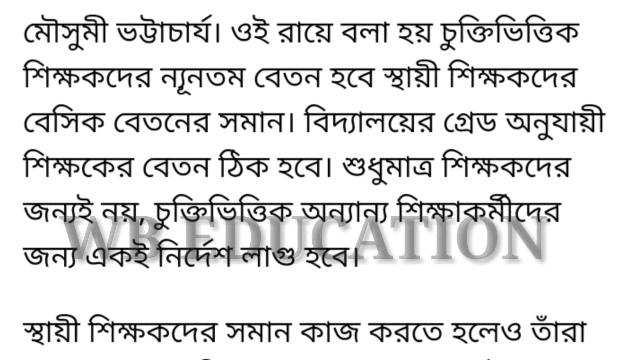 মৌসুমী ভট্টাচার্য। ওই রায়ে বলা হয় চুক্তিভিত্তিক
শিক্ষকদের ন্যূনতম বেতন হবে স্থায়ী শিক্ষকদের
বেসিক বেতনের সমান। বিদ্যালয়ের গ্রেড অনুযায়ী
শিক্ষকের বেতন ঠিক হবে। শুধুমাত্র শিক্ষকদের
জন্যই নয়, চুক্তিভিত্তিক অন্যান্য শিক্ষাকর্মীদের
WB EDUCATION
জন্য একই নির্দেশ লাগু হবে।
স্থায়ী শিক্ষকদের সমান কাজ করতে হলেও তাঁরা